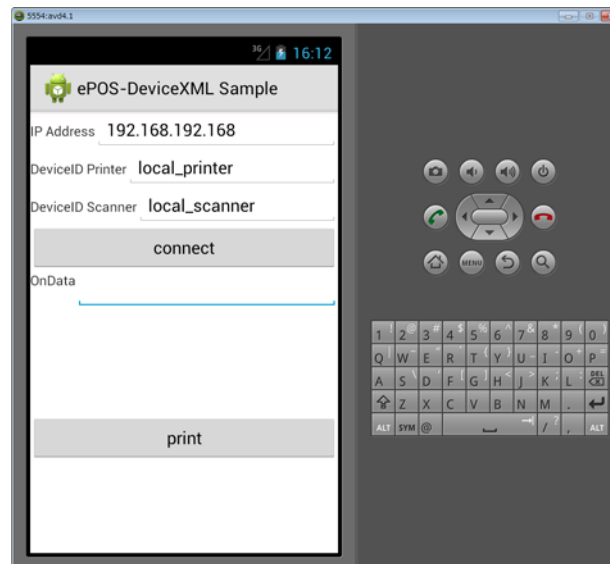 5554:avd4.1
3G 16:12
ePOS-DeviceXML Sample
IP Address 192.168.192.168
DeviceID Printer local_printer
DeviceID Scanner local_scanner
connect
OnData
print
MENU
1 ! 2 @ 3 # 4 $ 5 % 6 ^ 7 & 8 * 9 ( 0 )
Q W E R T { Y } U - I O + P =
A S \ D F [ G ] H < J > K ; L : DEL
Z X C V B N M .
ALT SYM @ / ? , ALT